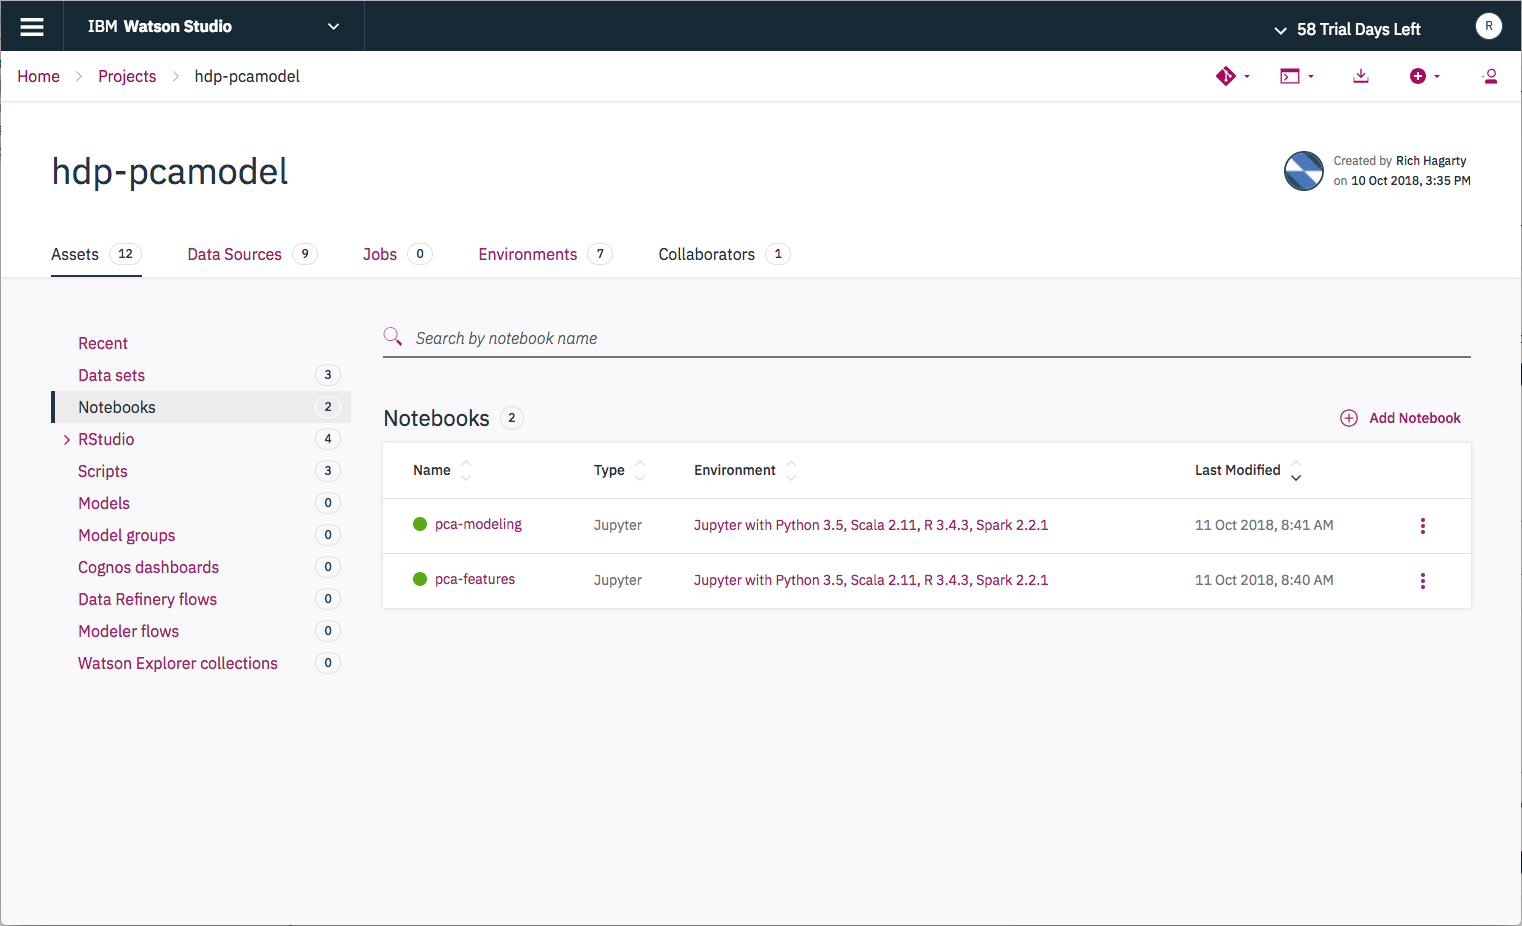 IBM Watson Studio
58 Trial Days Left
R
Home > Projects > hdp-pcamodel
hdp-pcamodel
Created by Rich Hagarty
on 10 Oct 2018, 3:35 PM
Assets 12 Data Sources 9 Jobs 0 Environments 7 Collaborators 1
Recent
Data sets 3
Notebooks 2
RStudio 4
Scripts 3
Models 0
Model groups 0
Cognos dashboards 0
Data Refinery flows 0
Modeler flows 0
Watson Explorer collections 0
Search by notebook name
Notebooks 2
Add Notebook
Name Type Environment Last Modified
pca-modeling Jupyter Jupyter with Python 3.5, Scala 2.11, R 3.4.3, Spark 2.2.1 11 Oct 2018, 8:41 AM
pca-features Jupyter Jupyter with Python 3.5, Scala 2.11, R 3.4.3, Spark 2.2.1 11 Oct 2018, 8:40 AM